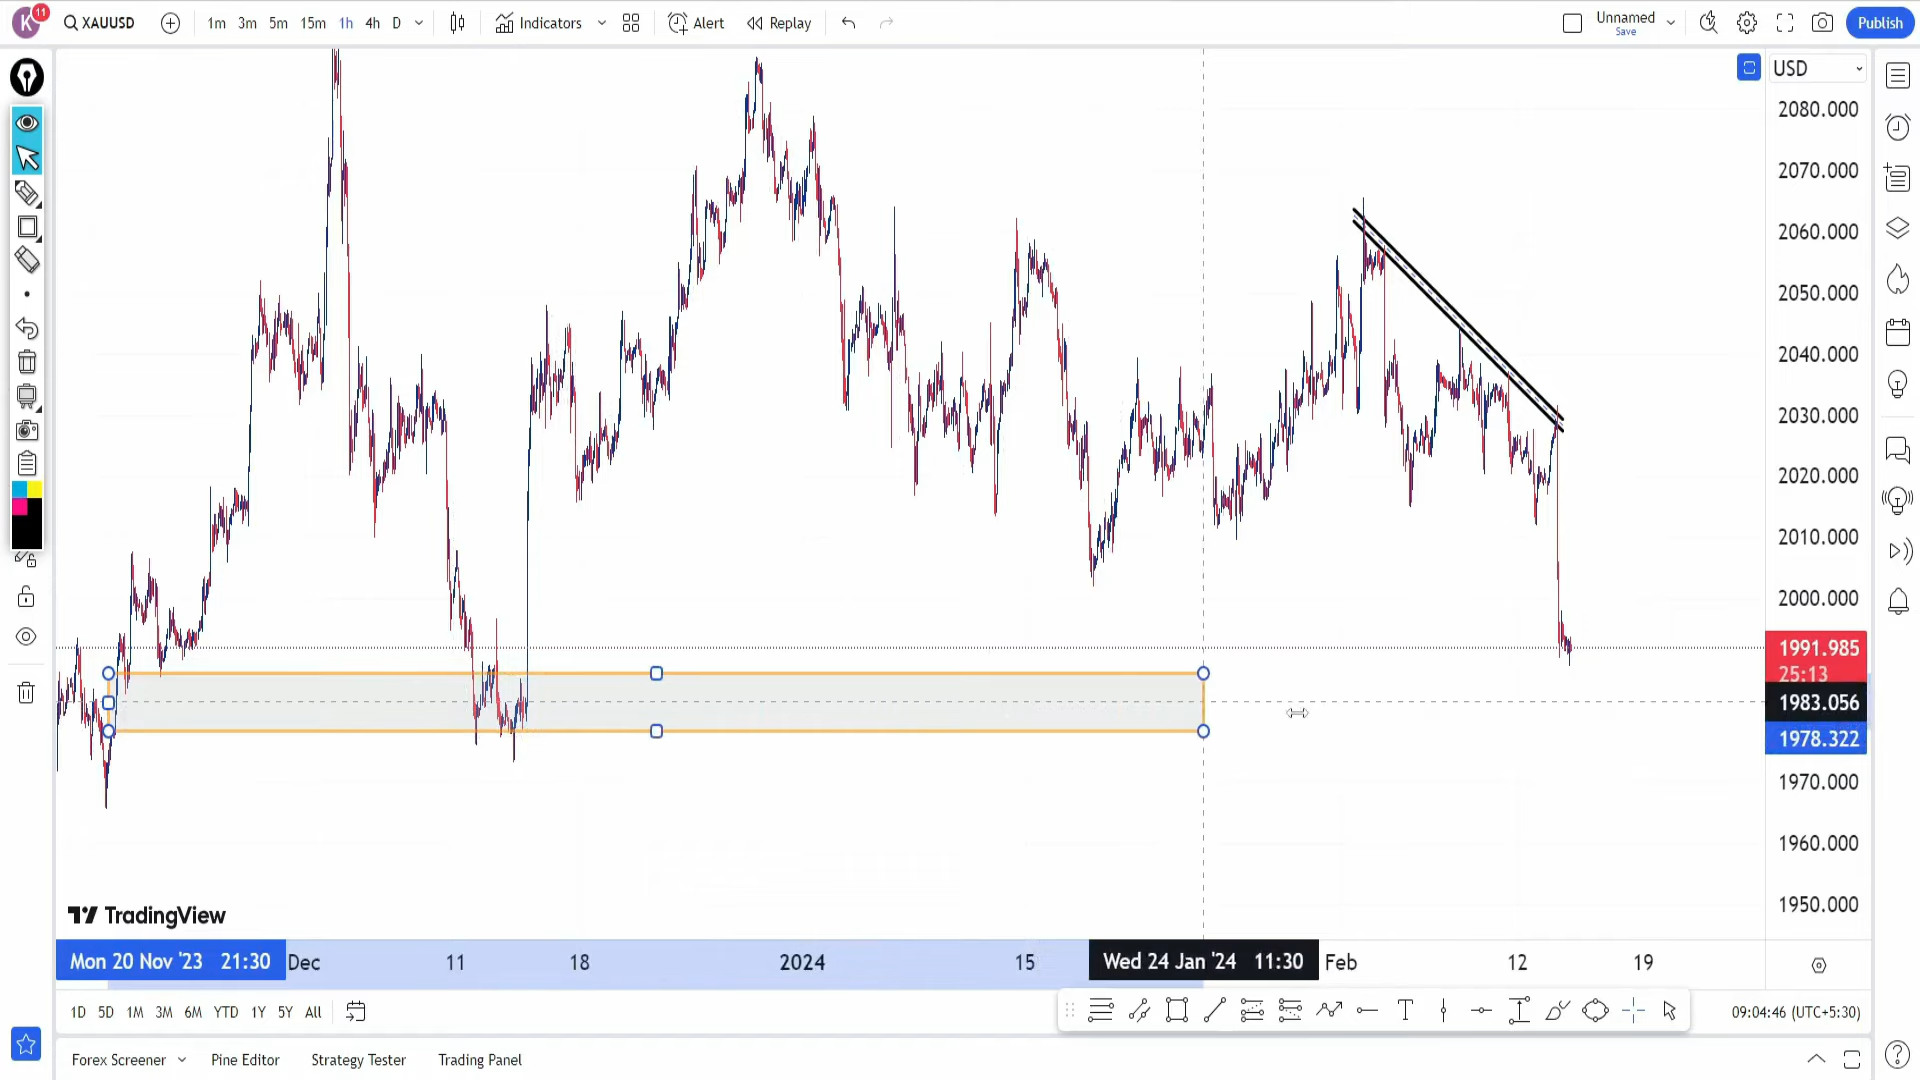 K 11 XAUUSD 1m 3m 5m 15m 1h 4h D Indicators Alert Replay Unnamed Publish
Save
USD
2080.000
2070.000
2060.000
2050.000
2040.000
2030.000
2020.000
2010.000
2000.000
1991.985
25:13
1983.056
1978.322
1970.000
1960.000
1950.000
TradingView
Mon 20 Nov '23 21:30 Dec 11 18 2024 15 Wed 24 Jan '24 11:30 Feb 12 19
1D 5D 1M 3M 6M YTD 1Y 5Y All 09:04:46 (UTC+5:30)
Forex Screener Pine Editor Strategy Tester Trading Panel